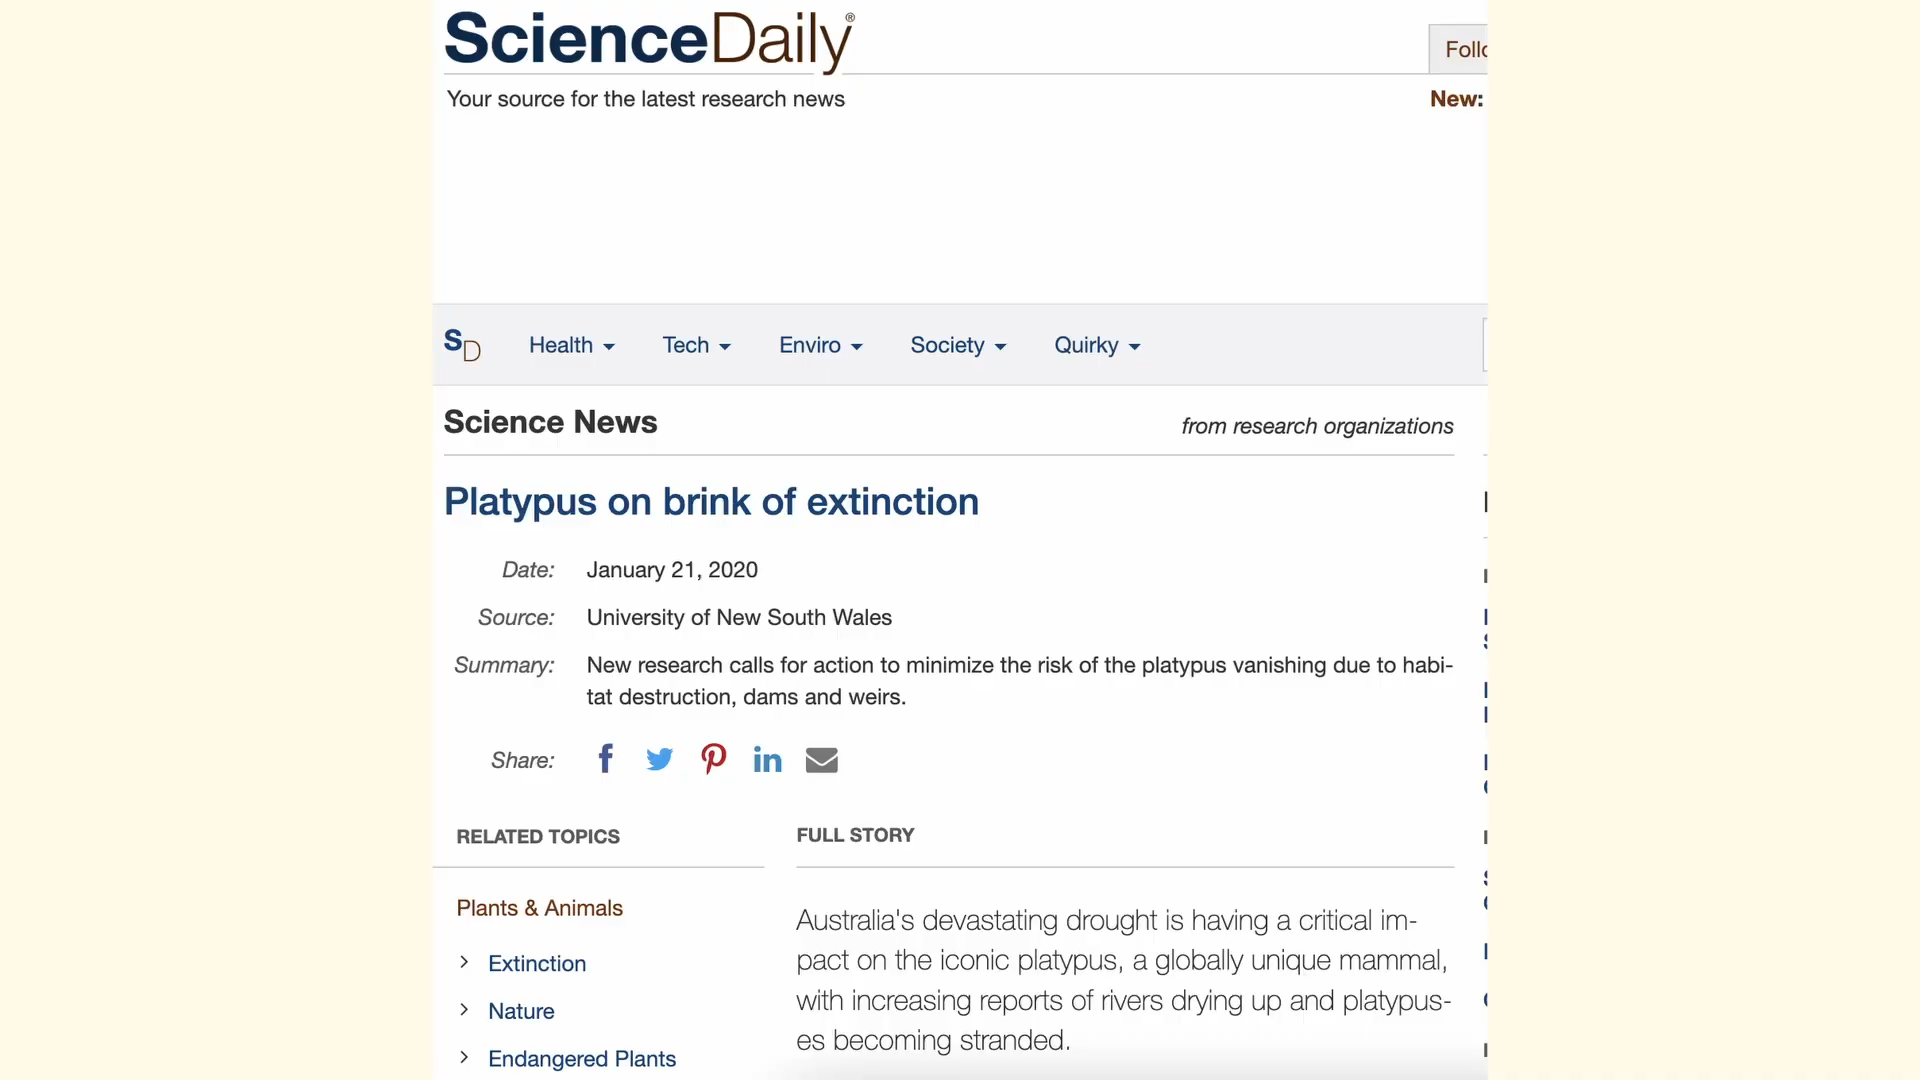 ScienceDaily®
Your source for the latest research news
New:
SD
Health
Tech
Enviro
Society
Quirky
Science News
from research organizations
Platypus on brink of extinction
Date: January 21, 2020
Source: University of New South Wales
Summary: New research calls for action to minimize the risk of the platypus vanishing due to habi-
tat destruction, dams and weirs.
Share:
RELATED TOPICS
Plants & Animals
Extinction
Nature
Endangered Plants
FULL STORY
Australia's devastating drought is having a critical im-
pact on the iconic platypus, a globally unique mammal,
with increasing reports of rivers drying up and platypus-
es becoming stranded.